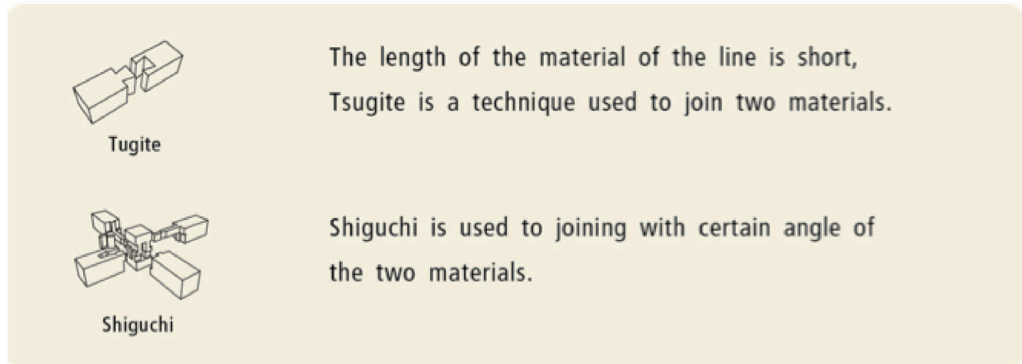 The length of the material of the line is short,
Tsugite is a technique used to join two materials.
Tugite
Shiguchi is used to joining with certain angle of
the two materials.
Shiguchi